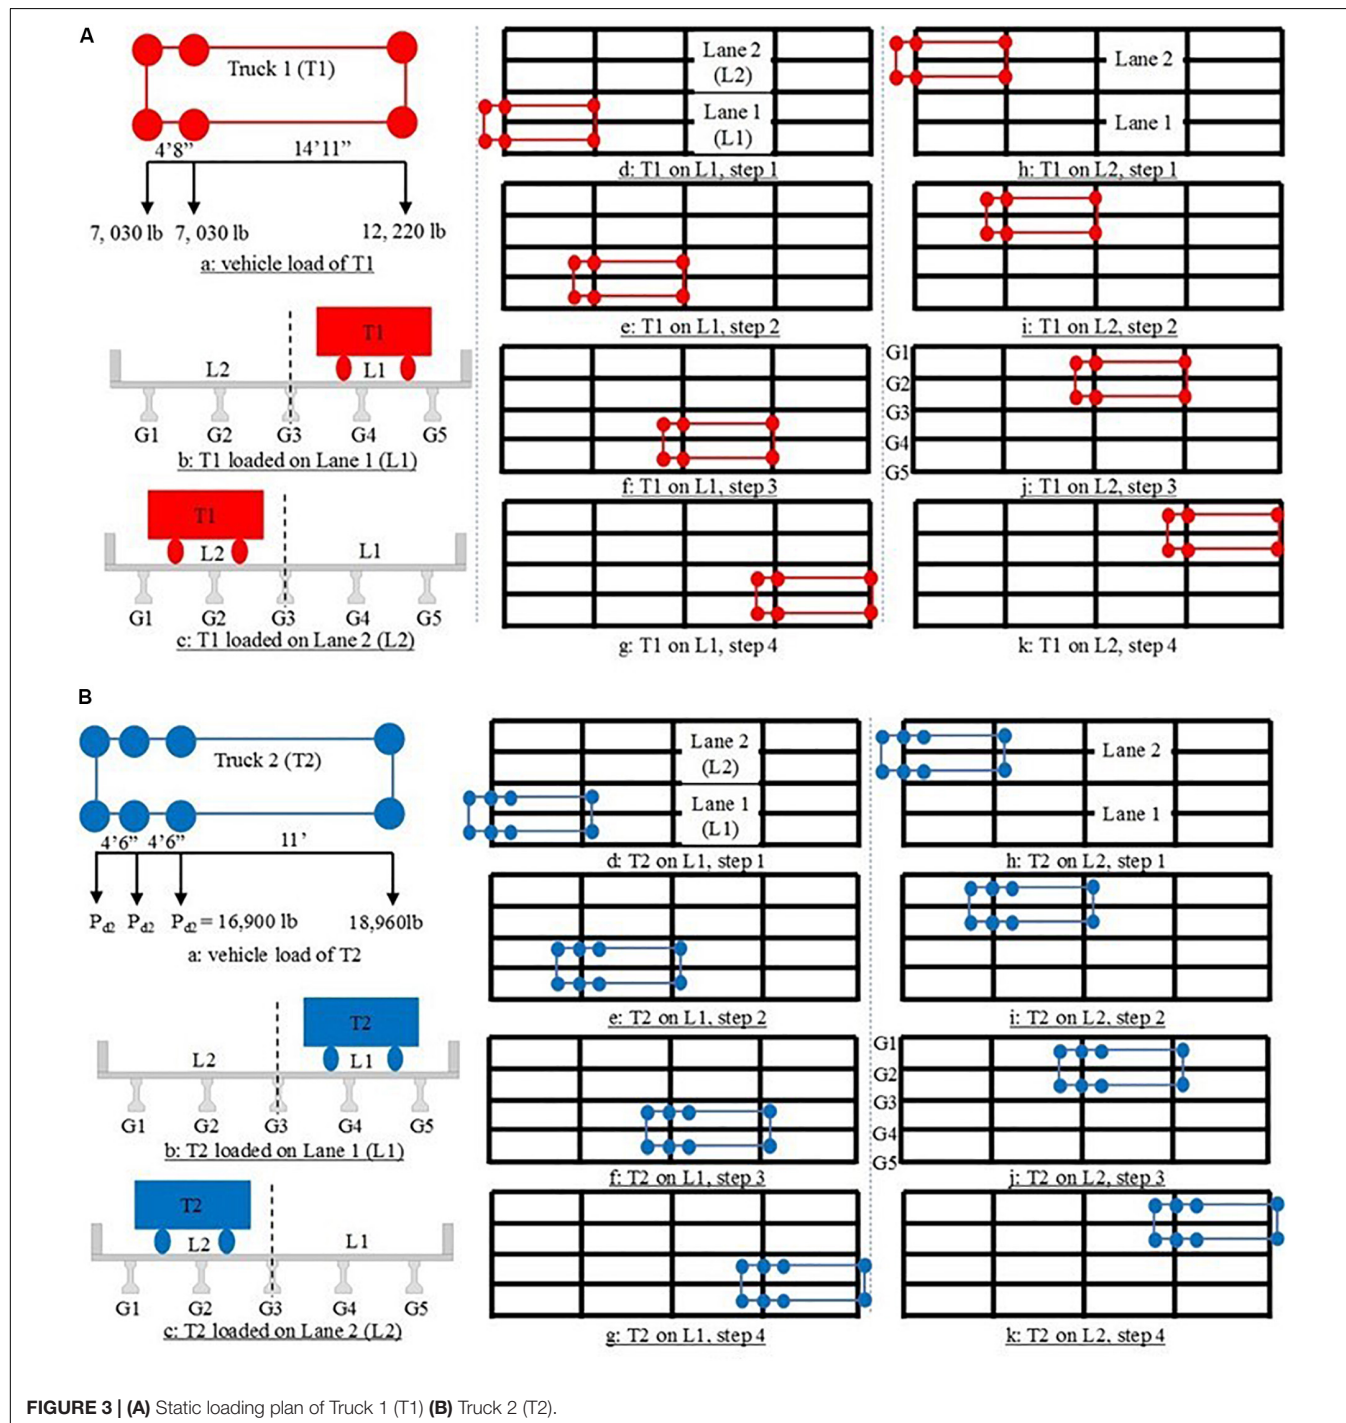 A
Truck 1 (T1)
4’8”
14’11”
7, 030 lb
7, 030 lb
12, 220 lb
a: vehicle load of T1
T1
L2
L1
G1
G2
G3
G4
G5
b: T1 loaded on Lane 1 (L1)
T1
L2
L1
G1
G2
G3
G4
G5
c: T1 loaded on Lane 2 (L2)
Lane 2
(L2)
Lane 1
(L1)
d: T1 on L1, step 1
e: T1 on L1, step 2
f: T1 on L1, step 3
g: T1 on L1, step 4
Lane 2
Lane 1
h: T1 on L2, step 1
i: T1 on L2, step 2
G1
G2
G3
G4
G5
j: T1 on L2, step 3
k: T1 on L2, step 4
B
Truck 2 (T2)
4’6”
4’6”
11’
Pd2
Pd2
Pd2 = 16,900 lb
18,960lb
a: vehicle load of T2
T2
L2
L1
G1
G2
G3
G4
G5
b: T2 loaded on Lane 1 (L1)
T2
L2
L1
G1
G2
G3
G4
G5
c: T2 loaded on Lane 2 (L2)
Lane 2
(L2)
Lane 1
(L1)
d: T2 on L1, step 1
e: T2 on L1, step 2
f: T2 on L1, step 3
g: T2 on L1, step 4
Lane 2
Lane 1
h: T2 on L2, step 1
i: T2 on L2, step 2
G1
G2
G3
G4
G5
j: T2 on L2, step 3
k: T2 on L2, step 4
FIGURE 3 | (A) Static loading plan of Truck 1 (T1) (B) Truck 2 (T2).